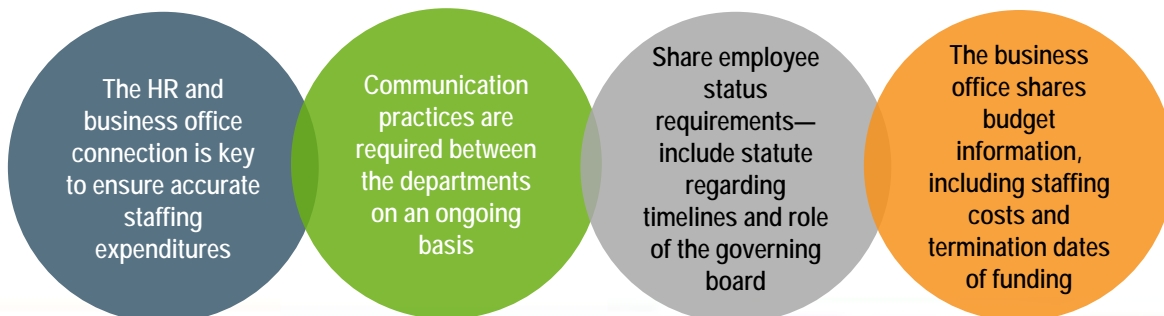 The HR and
business office
connection is key
to ensure accurate
staffing
expenditures
Communication
practices are
required between
the departments
on an ongoing
basis
Share employee
status
requirements—
include statute
regarding
timelines and role
of the governing
board
The business
office shares
budget
information,
including staffing
costs and
termination dates
of funding